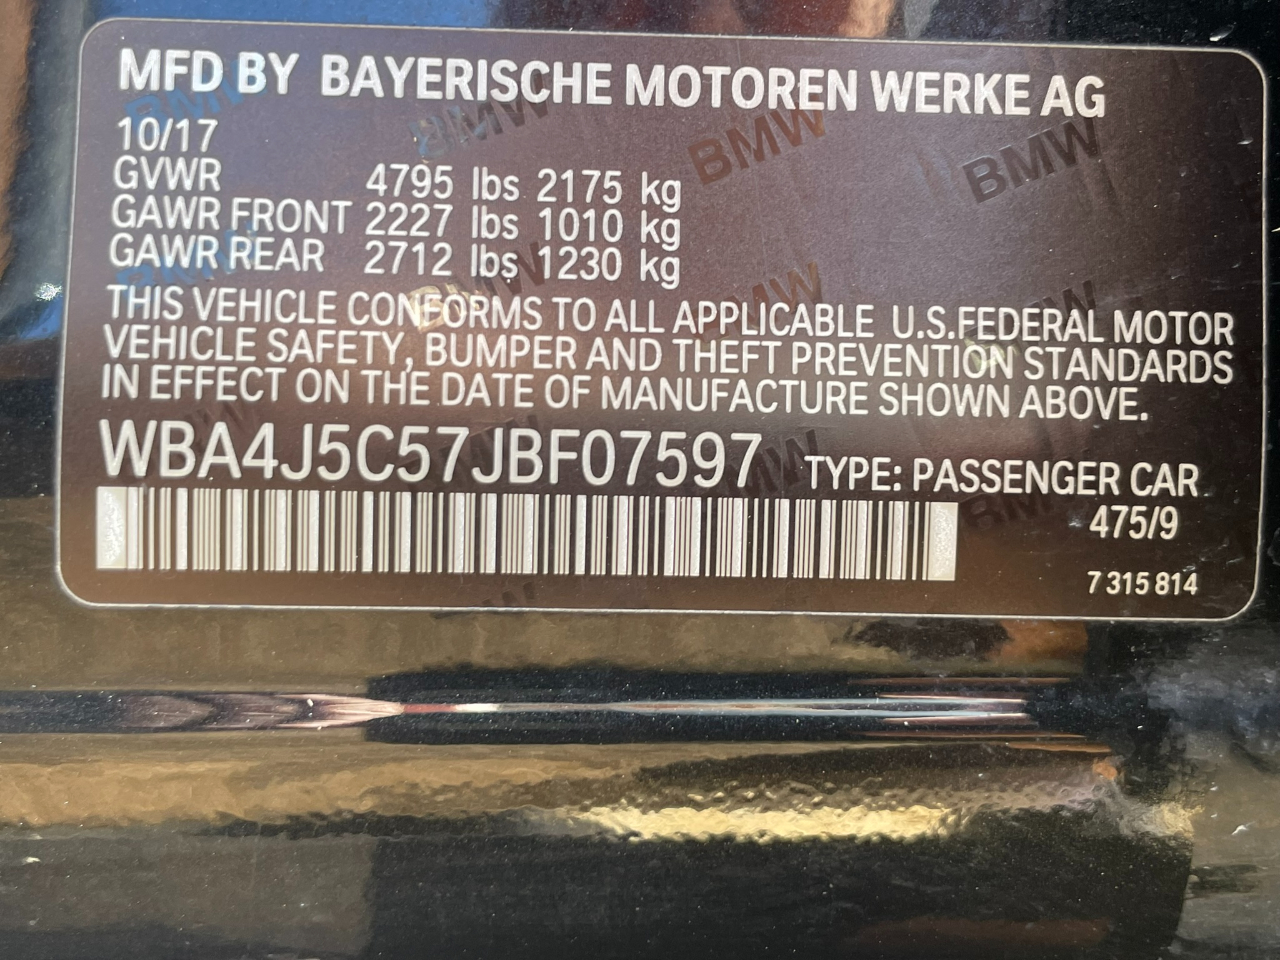 MFD BY BAYERISCHE MOTOREN WERKE AG
10/17
GVWR 4795 lbs 2175 kg
GAWR FRONT 2227 lbs 1010 kg
GAWR REAR 2712 lbs 1230 kg
THIS VEHICLE CONFORMS TO ALL APPLICABLE U.S.FEDERAL MOTOR
VEHICLE SAFETY, BUMPER AND THEFT PREVENTION STANDARDS
IN EFFECT ON THE DATE OF MANUFACTURE SHOWN ABOVE.
WBA4J5C57JBF07597 TYPE: PASSENGER CAR
475/9
7 315 814